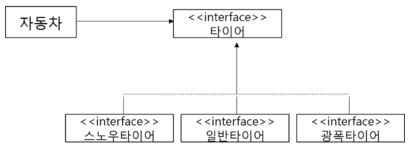 자동차
<<interface>>
타이어
<<interface>>
스노우타이어
<<interface>>
일반타이어
<<interface>>
광폭타이어